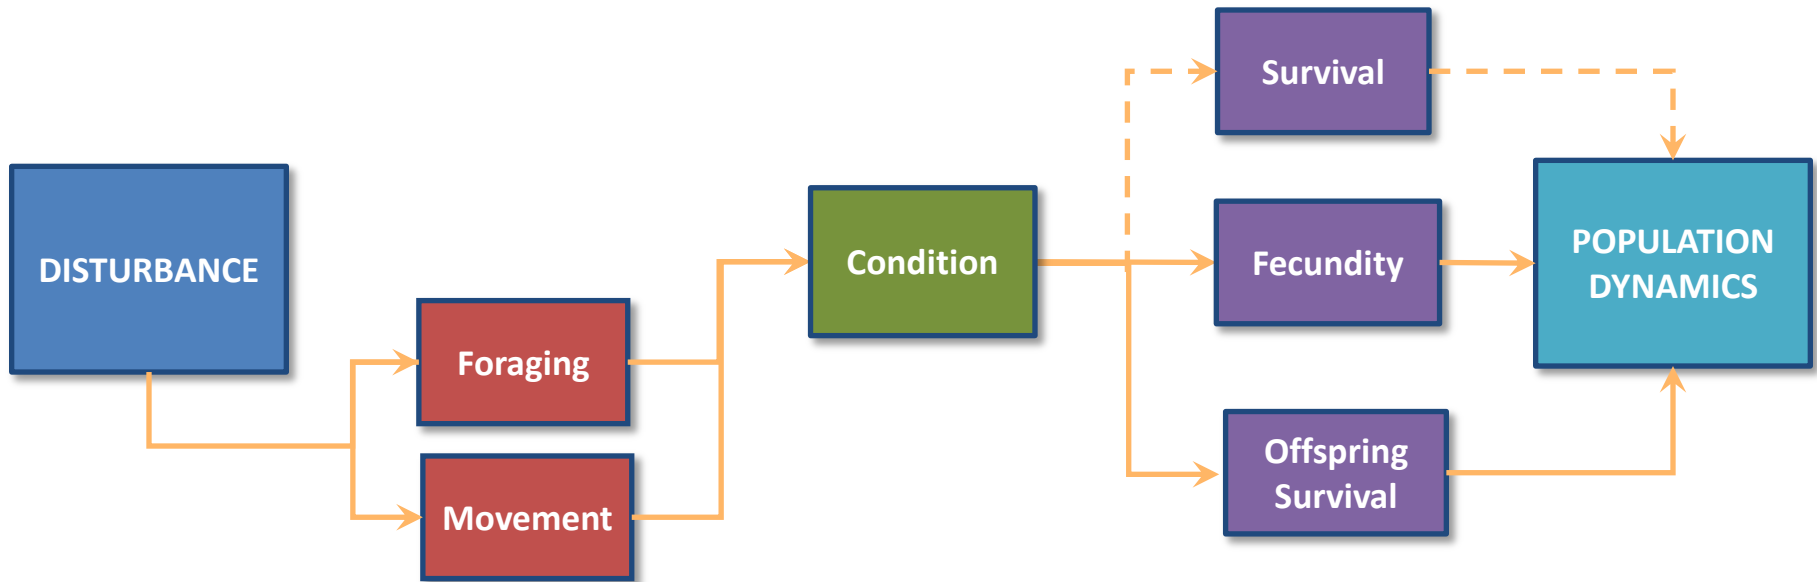 DISTURBANCE
Foraging
Movement
Condition
Survival
Fecundity
Offspring
Survival
POPULATION
DYNAMICS